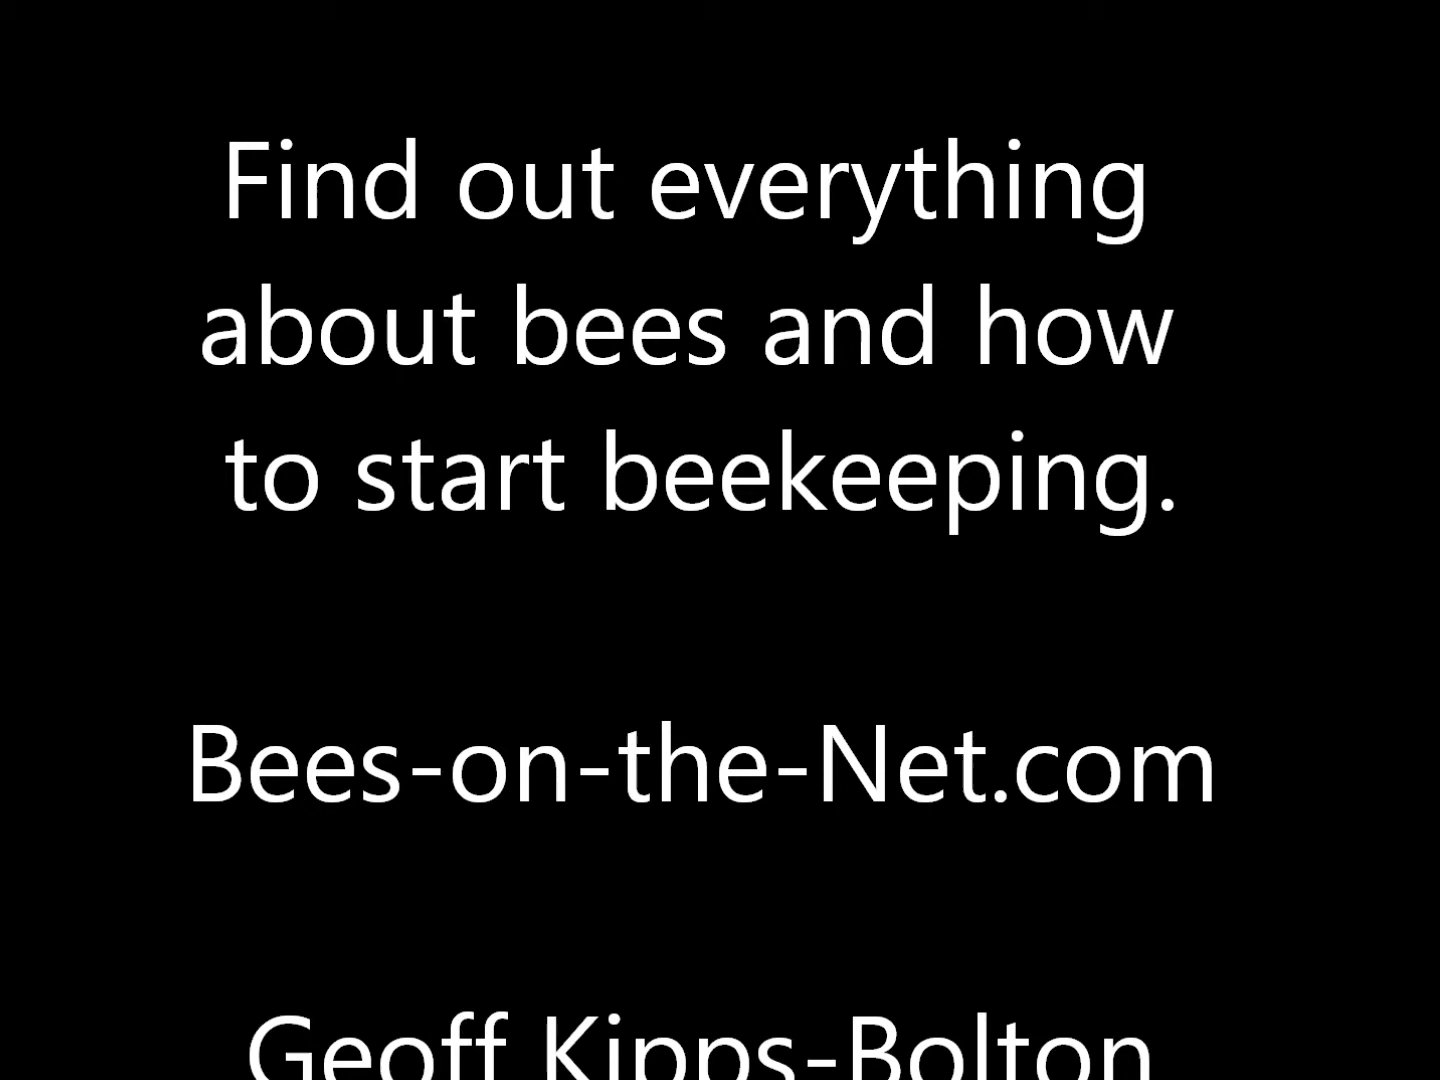 Find out everything
about bees and how
to start beekeeping.
Bees-on-the-Net.com
Geoff Kipps-Bolton